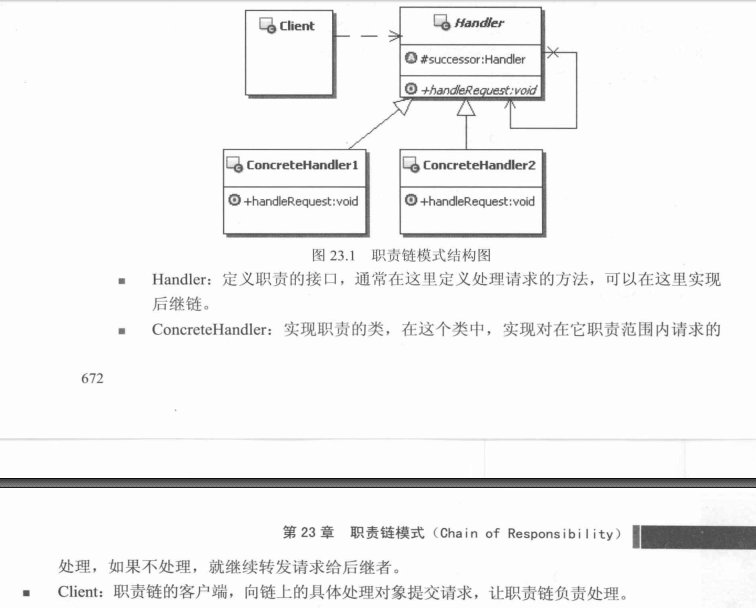 Client
Handler
#successor:Handler
+handleRequest:void
ConcreteHandler1
ConcreteHandler2
+handleRequest:void
+handleRequest:void
图 23.1 职责链模式结构图
■ Handler：定义职责的接口，通常在这里定义处理请求的方法，可以在这里实现
后继链。
■ ConcreteHandler：实现职责的类，在这个类中，实现对在它职责范围内请求的
672
第 23 章 职责链模式（Chain of Responsibility）
处理，如果不处理，就继续转发请求给后继者。
■ Client：职责链的客户端，向链上的具体处理对象提交请求，让职责链负责处理。